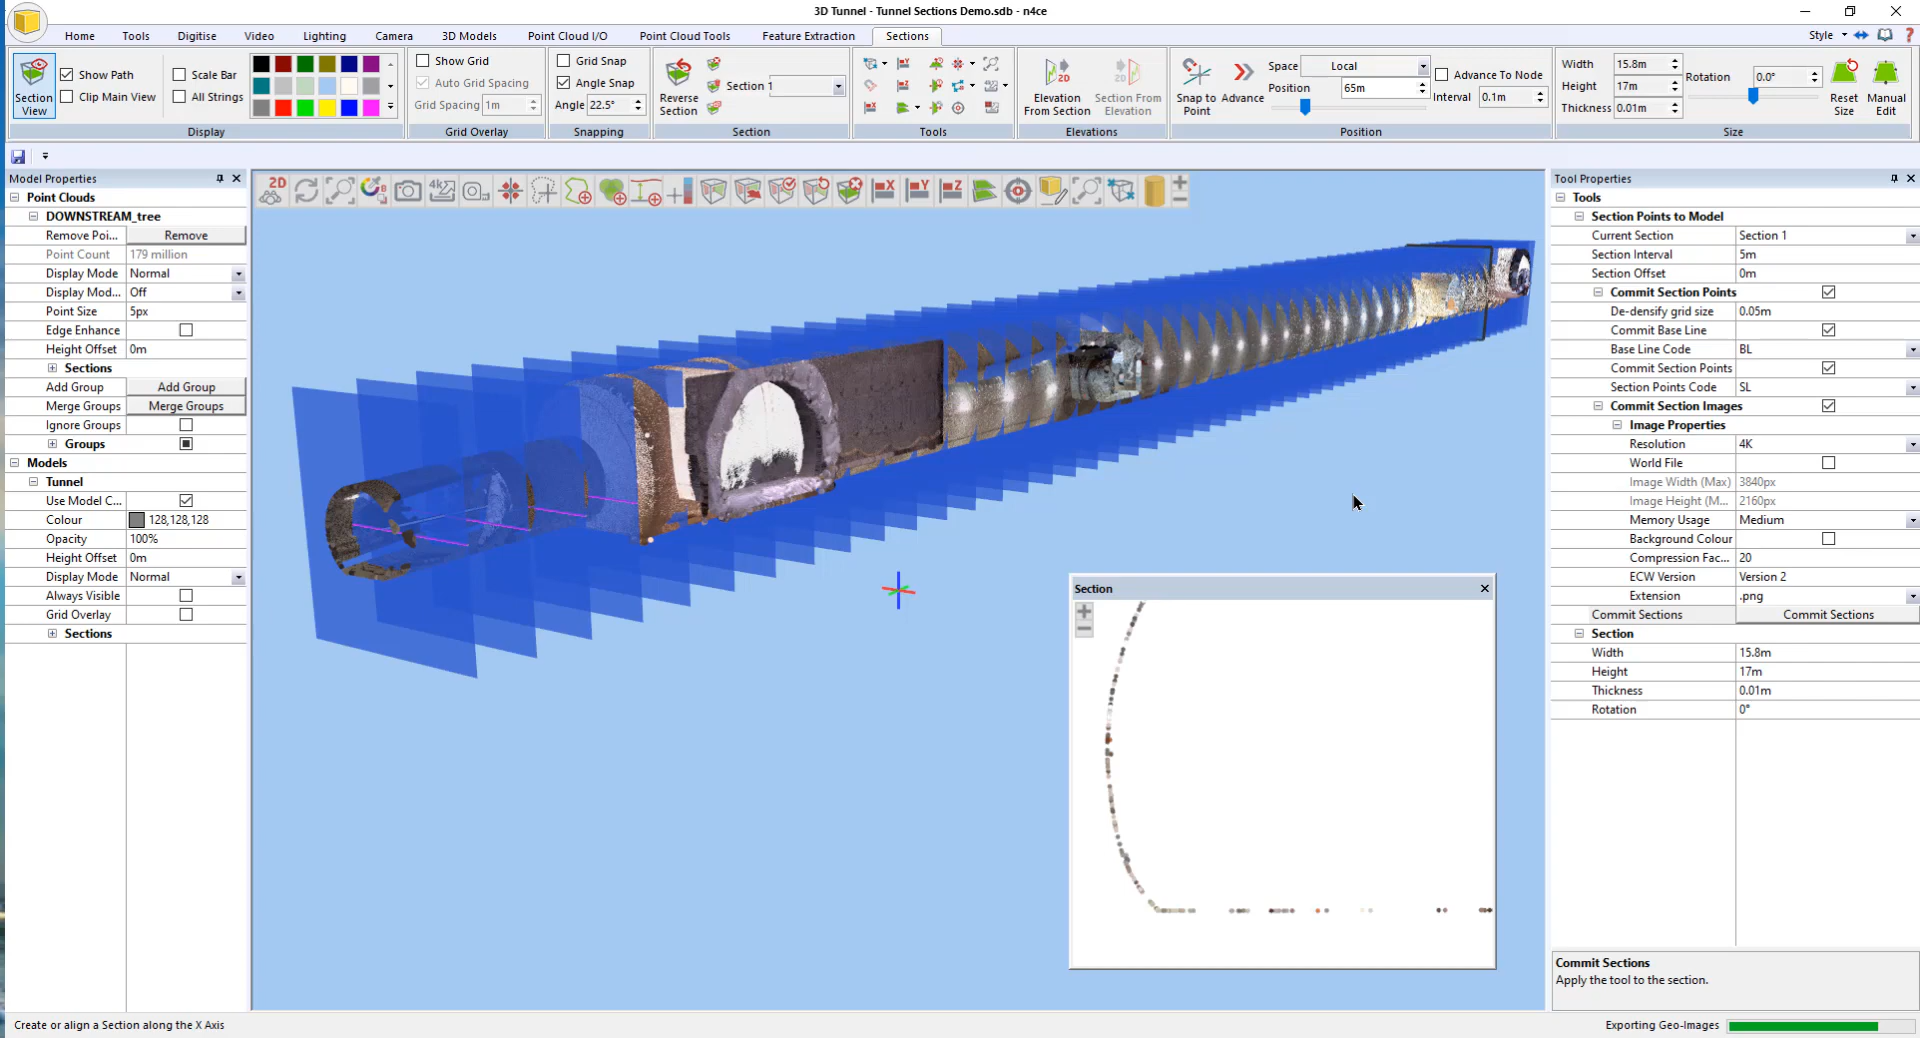 3D Tunnel - Tunnel Sections Demo.sdb - n4ce
Home Tools Digitise Video Lighting Camera 3D Models Point Cloud I/O Point Cloud Tools Feature Extraction Sections Style
Section View
Show Path
Clip Main View
Scale Bar
All Strings
Display
Show Grid
Auto Grid Spacing
Grid Spacing 1m
Grid Overlay
Grid Snap
Angle Snap
Angle 22.5°
Snapping
Reverse Section
Section 1
Section
Tools
Elevation From Section
Section From Elevation
Elevations
Snap to Point
Advance
Space Local
Position 65m
Advance To Node
Interval 0.1m
Position
Width 15.8m
Height 17m
Thickness 0.01m
Rotation 0.0°
Reset Size
Manual Edit
Size
Model Properties
Point Clouds
DOWNSTREAM_tree
Remove Poi... Remove
Point Count 179 million
Display Mode Normal
Display Mod... Off
Point Size 5px
Edge Enhance
Height Offset 0m
Sections
Add Group Add Group
Merge Groups Merge Groups
Ignore Groups
Groups
Models
Tunnel
Use Model C...
Colour 128,128,128
Opacity 100%
Height Offset 0m
Display Mode Normal
Always Visible
Grid Overlay
Sections
2D
4k
X
Y
Z
Section
Tool Properties
Tools
Section Points to Model
Current Section Section 1
Section Interval 5m
Section Offset 0m
Commit Section Points
De-densify grid size 0.05m
Commit Base Line
Base Line Code BL
Commit Section Points
Section Points Code SL
Commit Section Images
Image Properties
Resolution 4K
World File
Image Width (Max) 3840px
Image Height (M... 2160px
Memory Usage Medium
Background Colour
Compression Fac... 20
ECW Version Version 2
Extension .png
Commit Sections Commit Sections
Section
Width 15.8m
Height 17m
Thickness 0.01m
Rotation 0°
Commit Sections
Apply the tool to the section.
Create or align a Section along the X Axis
Exporting Geo-Images